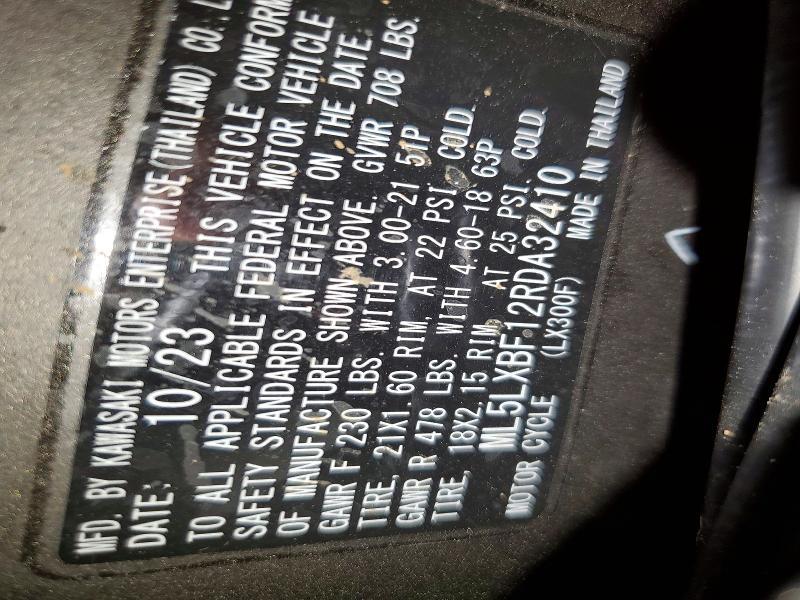 MFD. BY KAWASAKI MOTORS ENTERPRISE(THAILAND) CO.
DATE: 10/23 THIS VEHICLE CONFORM
TO ALL APPLICABLE FEDERAL MOTOR VEHICLE
SAFETY STANDARDS IN EFFECT ON THE DATE
OF MANUFACTURE SHOWN ABOVE. GVWR 708 LBS.
GAWR F 230 LBS. WITH 3.00-21 51P
TIRE, 21X1.60 RIM, AT 22 PSI. COLD.
GAWR R 478 LBS. WITH 4.60-18 63P
TIRE, 18X2.15 RIM, AT 25 PSI. COLD.
ML5LXBF12RDA32410
MOTOR CYCLE (LX300F) MADE IN THAILAND